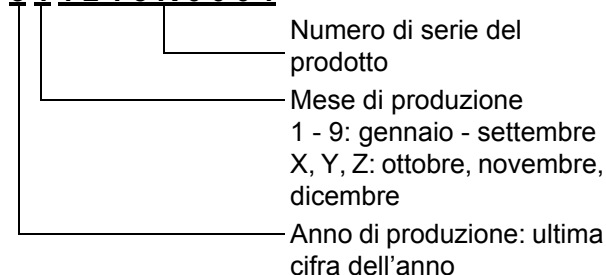 Numero di serie del
prodotto
Mese di produzione
1 - 9: gennaio - settembre
X, Y, Z: ottobre, novembre,
dicembre
Anno di produzione: ultima
cifra dell'anno